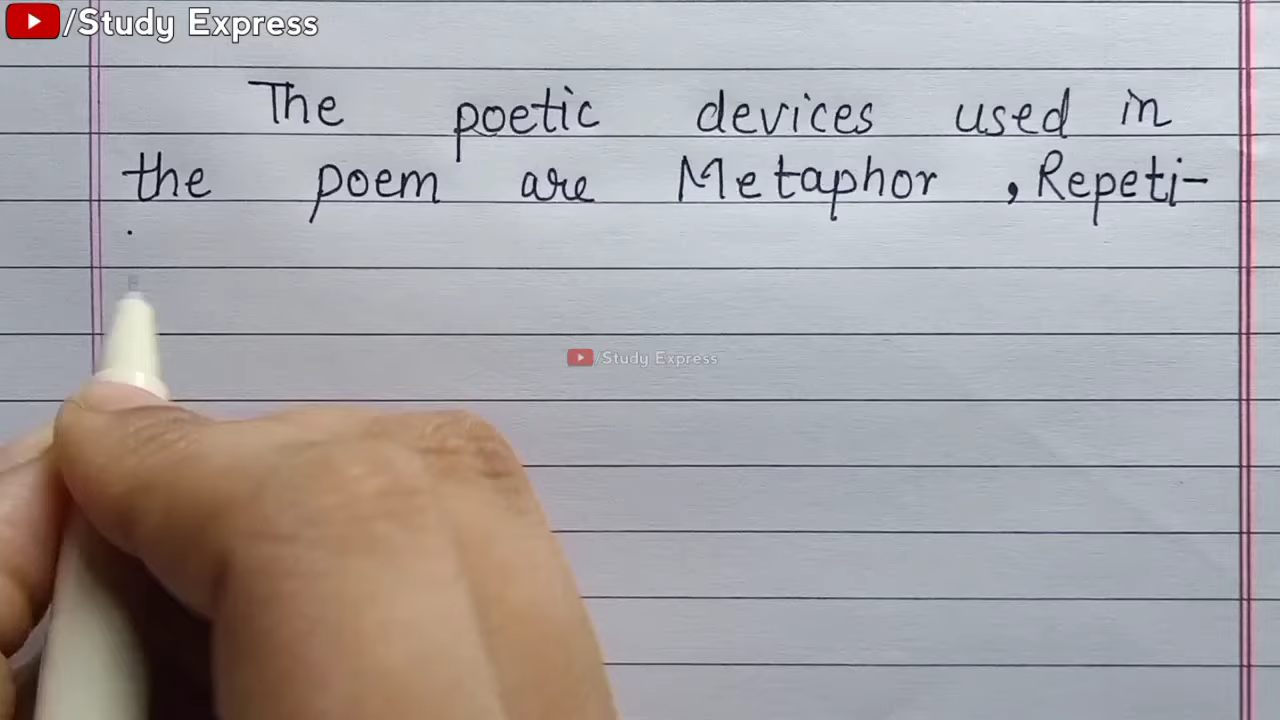 /Study Express
The poetic devices used in
the poem are Metaphor , Repeti-
/Study Express